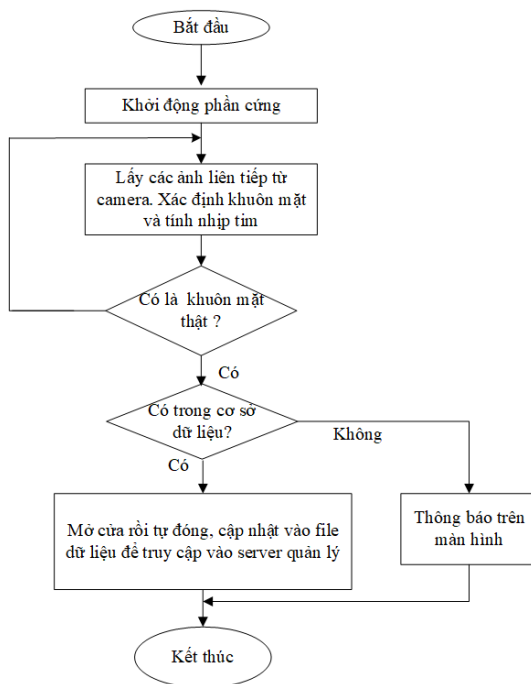 Bắt đầu
Khởi động phần cứng
Lấy các ảnh liên tiếp từ
camera. Xác định khuôn mặt
và tính nhịp tim
Có là khuôn mặt
thật ?
Có
Có trong cơ sở
dữ liệu?
Không
Có
Mở cửa rồi tự đóng, cập nhật vào file
dữ liệu để truy cập vào server quản lý
Thông báo trên
màn hình
Kết thúc